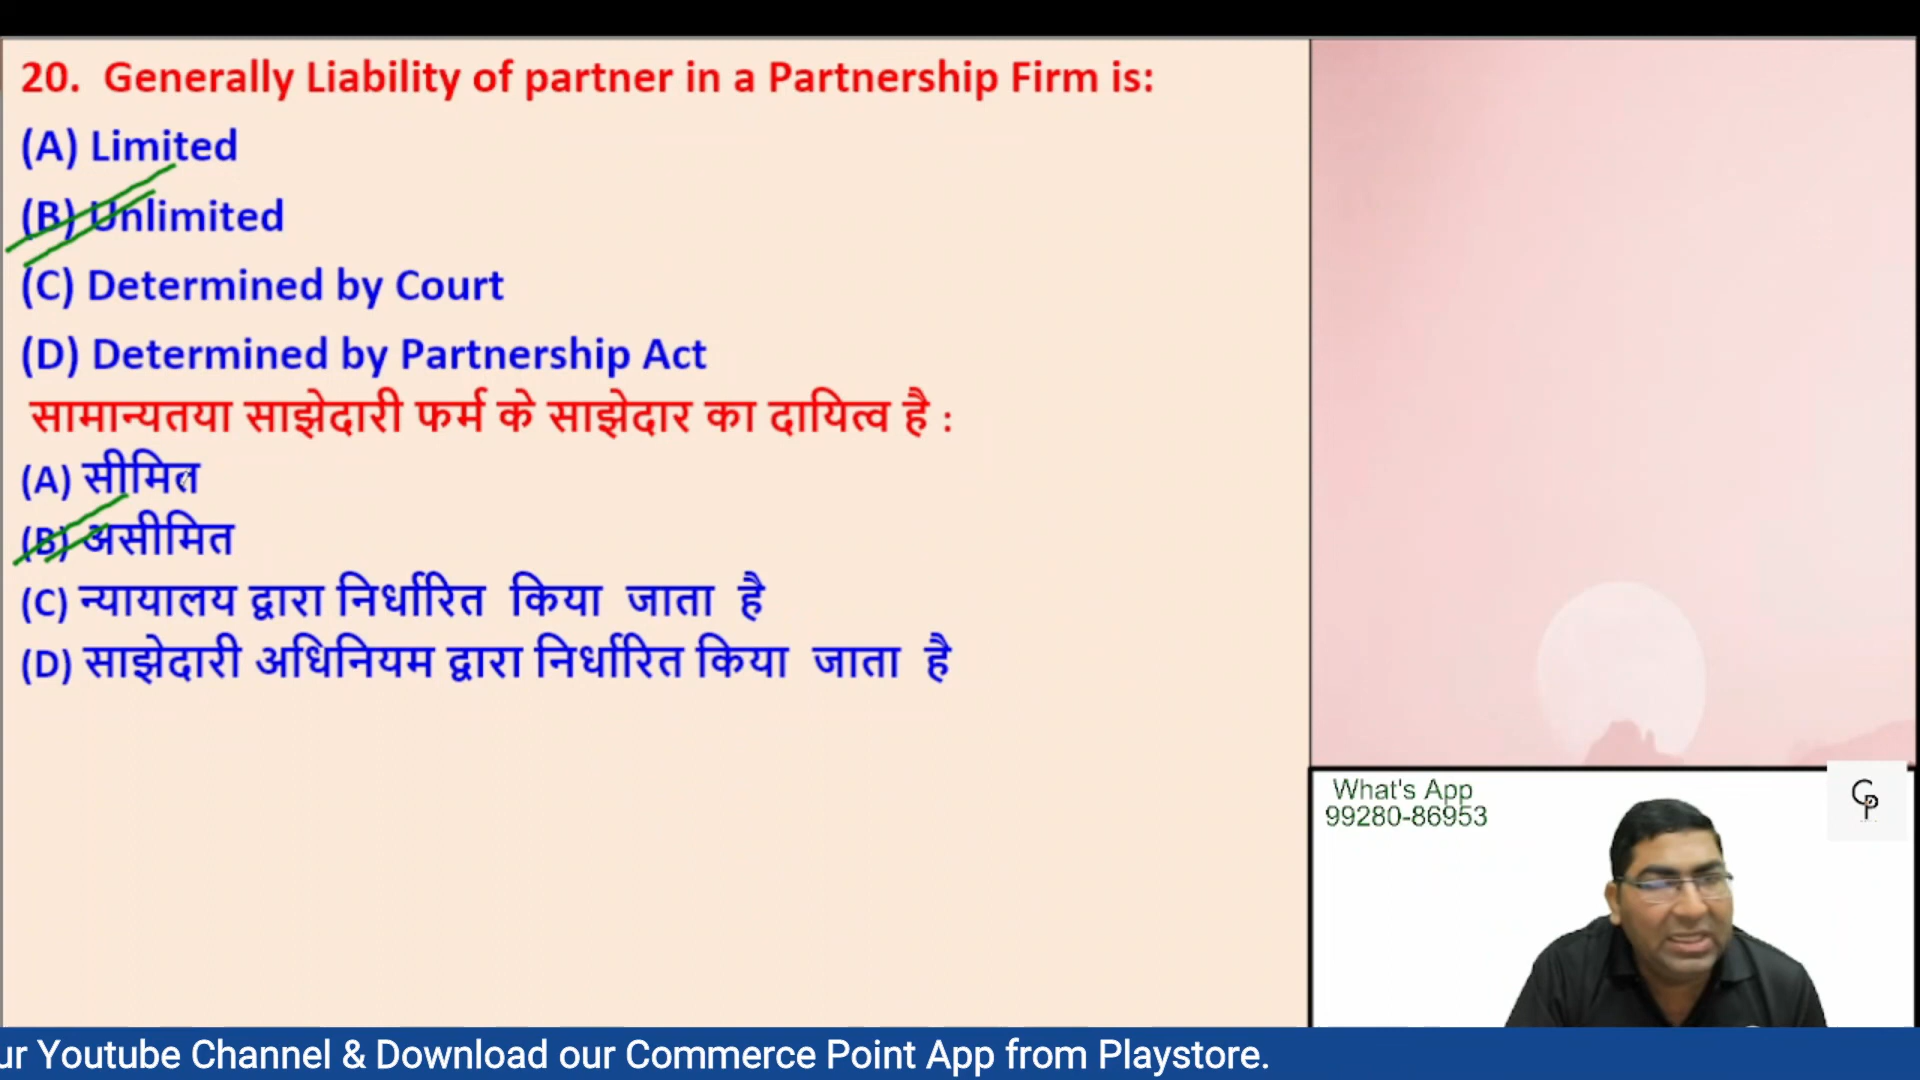 20. Generally Liability of partner in a Partnership Firm is:
(A) Limited
(B) Unlimited
(C) Determined by Court
(D) Determined by Partnership Act
सामान्यतया साझेदारी फर्म के साझेदार का दायित्व है :
(A) सीमित
(B) असीमित
(C) न्यायालय द्वारा निर्धारित किया जाता है
(D) साझेदारी अधिनियम द्वारा निर्धारित किया जाता है
What's App
99280-86953
CP
ur Youtube Channel & Download our Commerce Point App from Playstore.